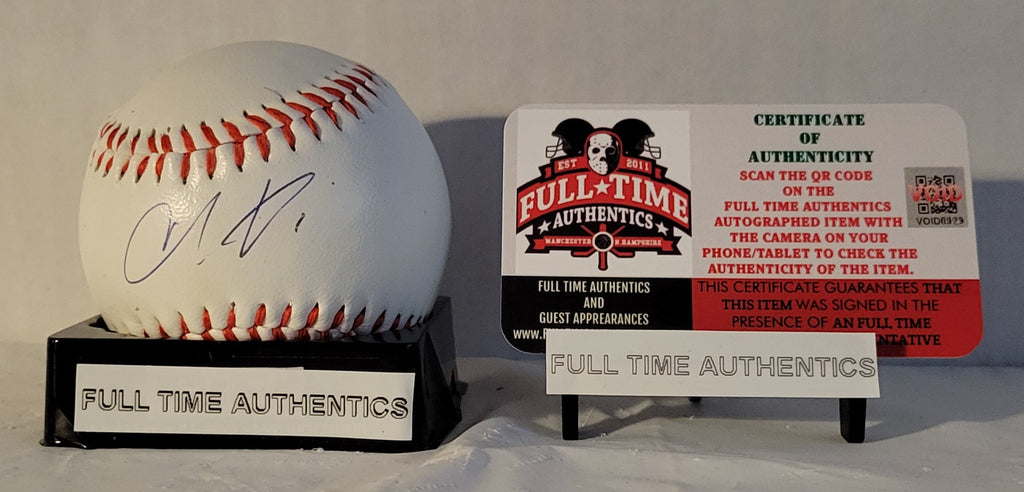 FULL TIME AUTHENTICS
EST 2011
FULL★TIME
AUTHENTICS
MANCHESTER N.HAMPSHIRE
FULL TIME AUTHENTICS
AND
GUEST APPREARANCES
WWW.
CERTIFICATE
OF
AUTHENTICITY
SCAN THE QR CODE
ON THE
FULL TIME AUTHENTICS
AUTOGRAPHED ITEM WITH
THE CAMERA ON YOUR
PHONE/TABLET TO CHECK THE
AUTHENTICITY OF THE ITEM.
VOID
THIS CERTIFICATE GUARANTEES THAT
THIS ITEM WAS SIGNED IN THE
PRESENCE OF AN FULL TIME
FULL TIME AUTHENTICS